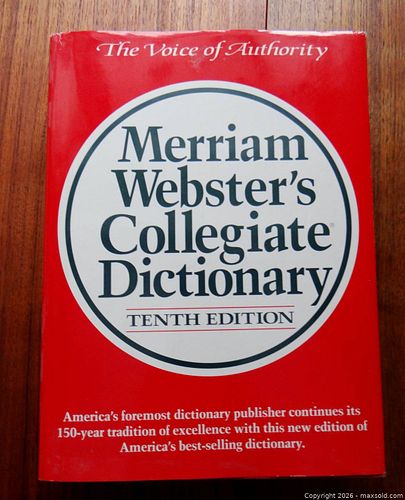 The Voice of Authority
Merriam
Webster's
Collegiate
Dictionary
TENTH EDITION
America's foremost dictionary publisher continues its
150-year tradition of excellence with this new edition of
America's best-selling dictionary.
Copyright 2026 - maxsold.com